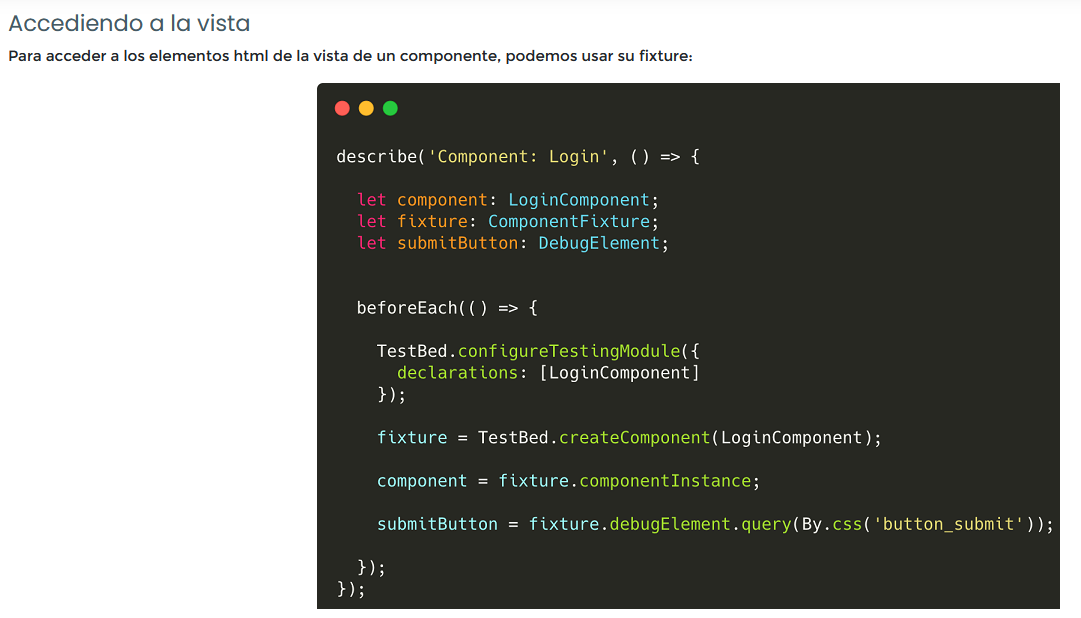 Accediendo a la vista
Para acceder a los elementos html de la vista de un componente, podemos usar su fixture:
describe('Component: Login', () => {
let component: LoginComponent;
let fixture: ComponentFixture;
let submitButton: DebugElement;
beforeEach(() => {
TestBed.configureTestingModule({
declarations: [LoginComponent]
});
fixture = TestBed.createComponent(LoginComponent);
component = fixture.componentInstance;
submitButton = fixture.debugElement.query(By.css('button_submit'));
});
});